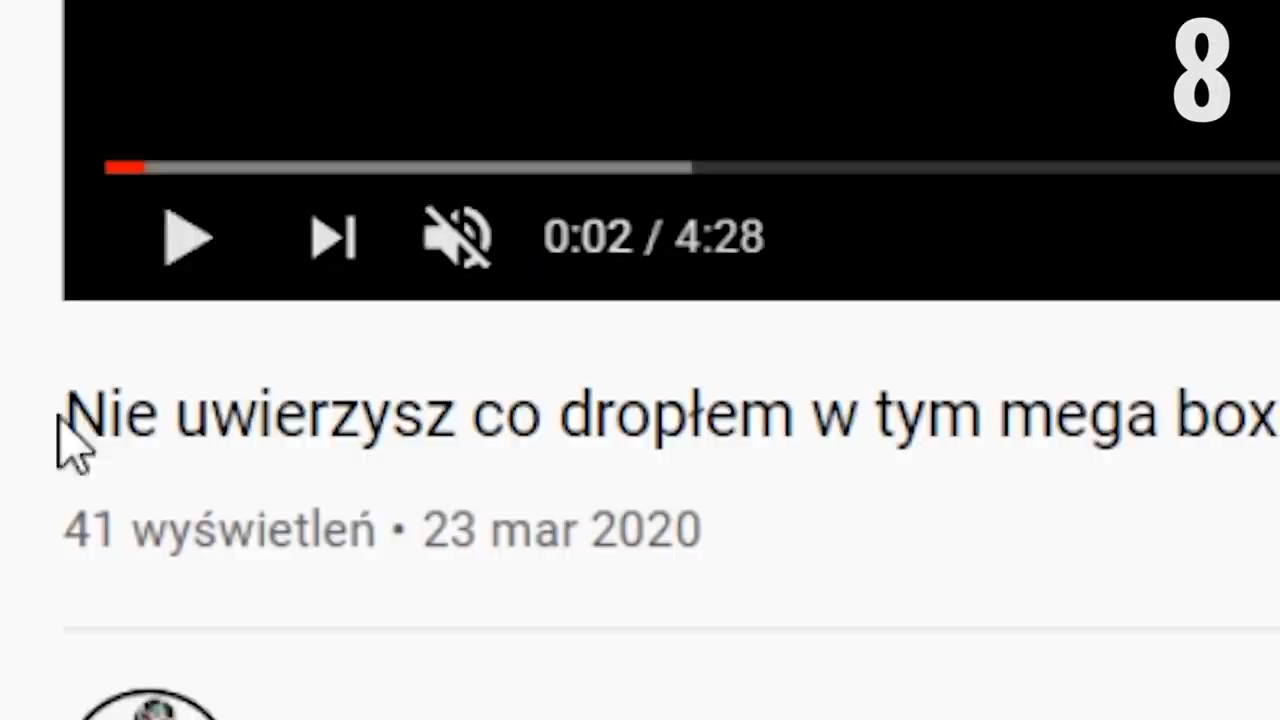 8
0:02 / 4:28
Nie uwierzysz co dropłem w tym mega box
41 wyświetleń • 23 mar 2020